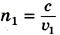 n₁ = c/v₁